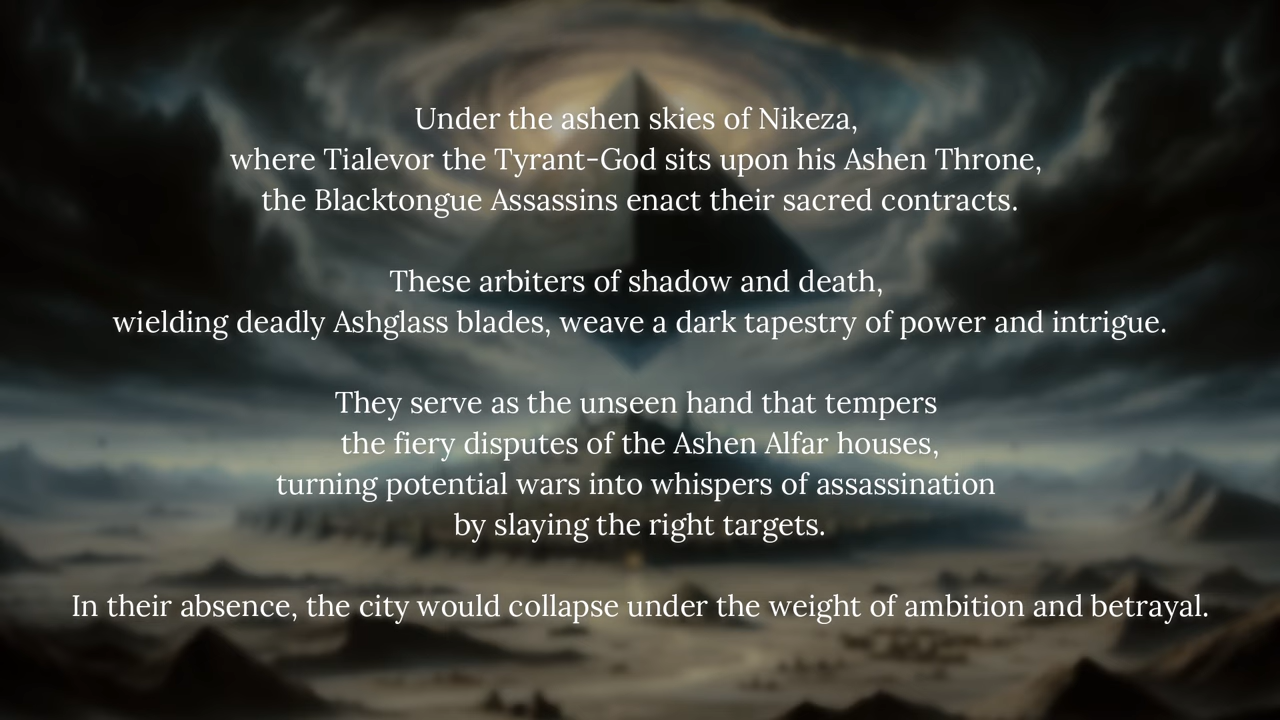 Under the ashen skies of Nikeza,
where Tialevor the Tyrant-God sits upon his Ashen Throne,
the Blacktongue Assassins enact their sacred contracts.
These arbiters of shadow and death,
wielding deadly Ashglass blades, weave a dark tapestry of power and intrigue.
They serve as the unseen hand that tempers
the fiery disputes of the Ashen Alfar houses,
turning potential wars into whispers of assassination
by slaying the right targets.
In their absence, the city would collapse under the weight of ambition and betrayal.